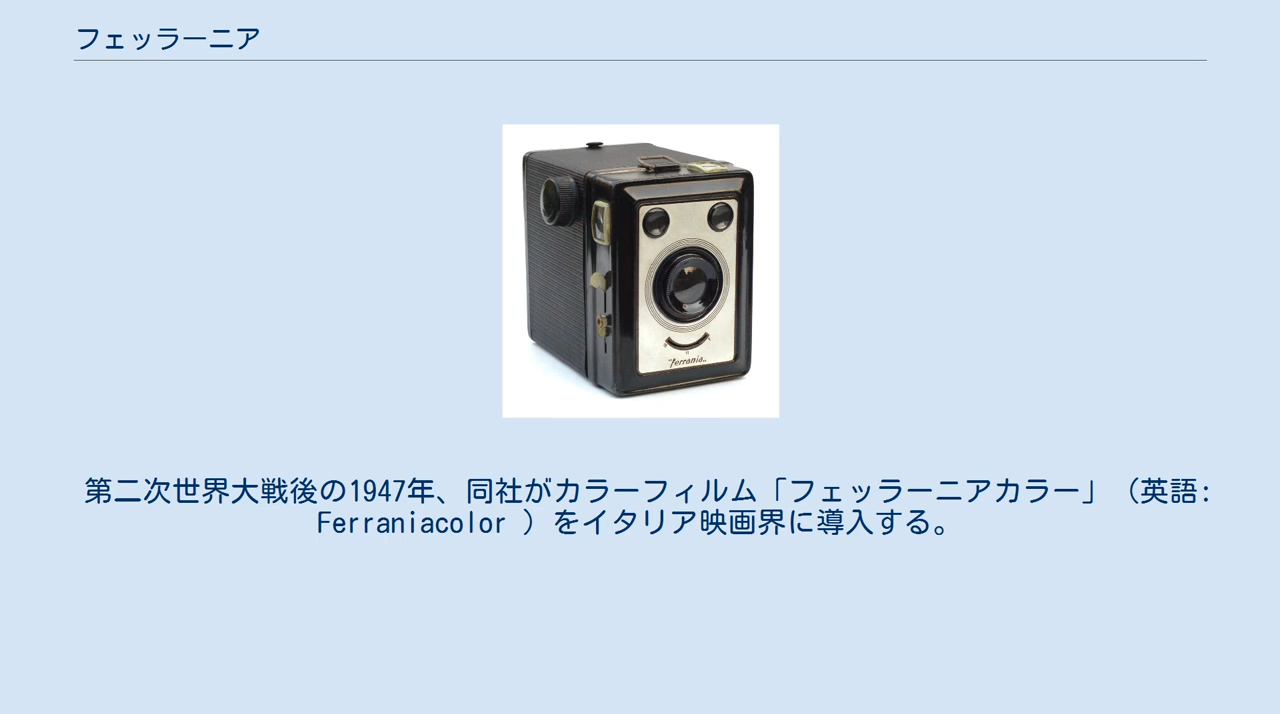 フェッラーニア
Ferrania
第二次世界大戦後の1947年、同社がカラーフィルム「フェッラーニアカラー」（英語:
Ferraniacolor ）をイタリア映画界に導入する。